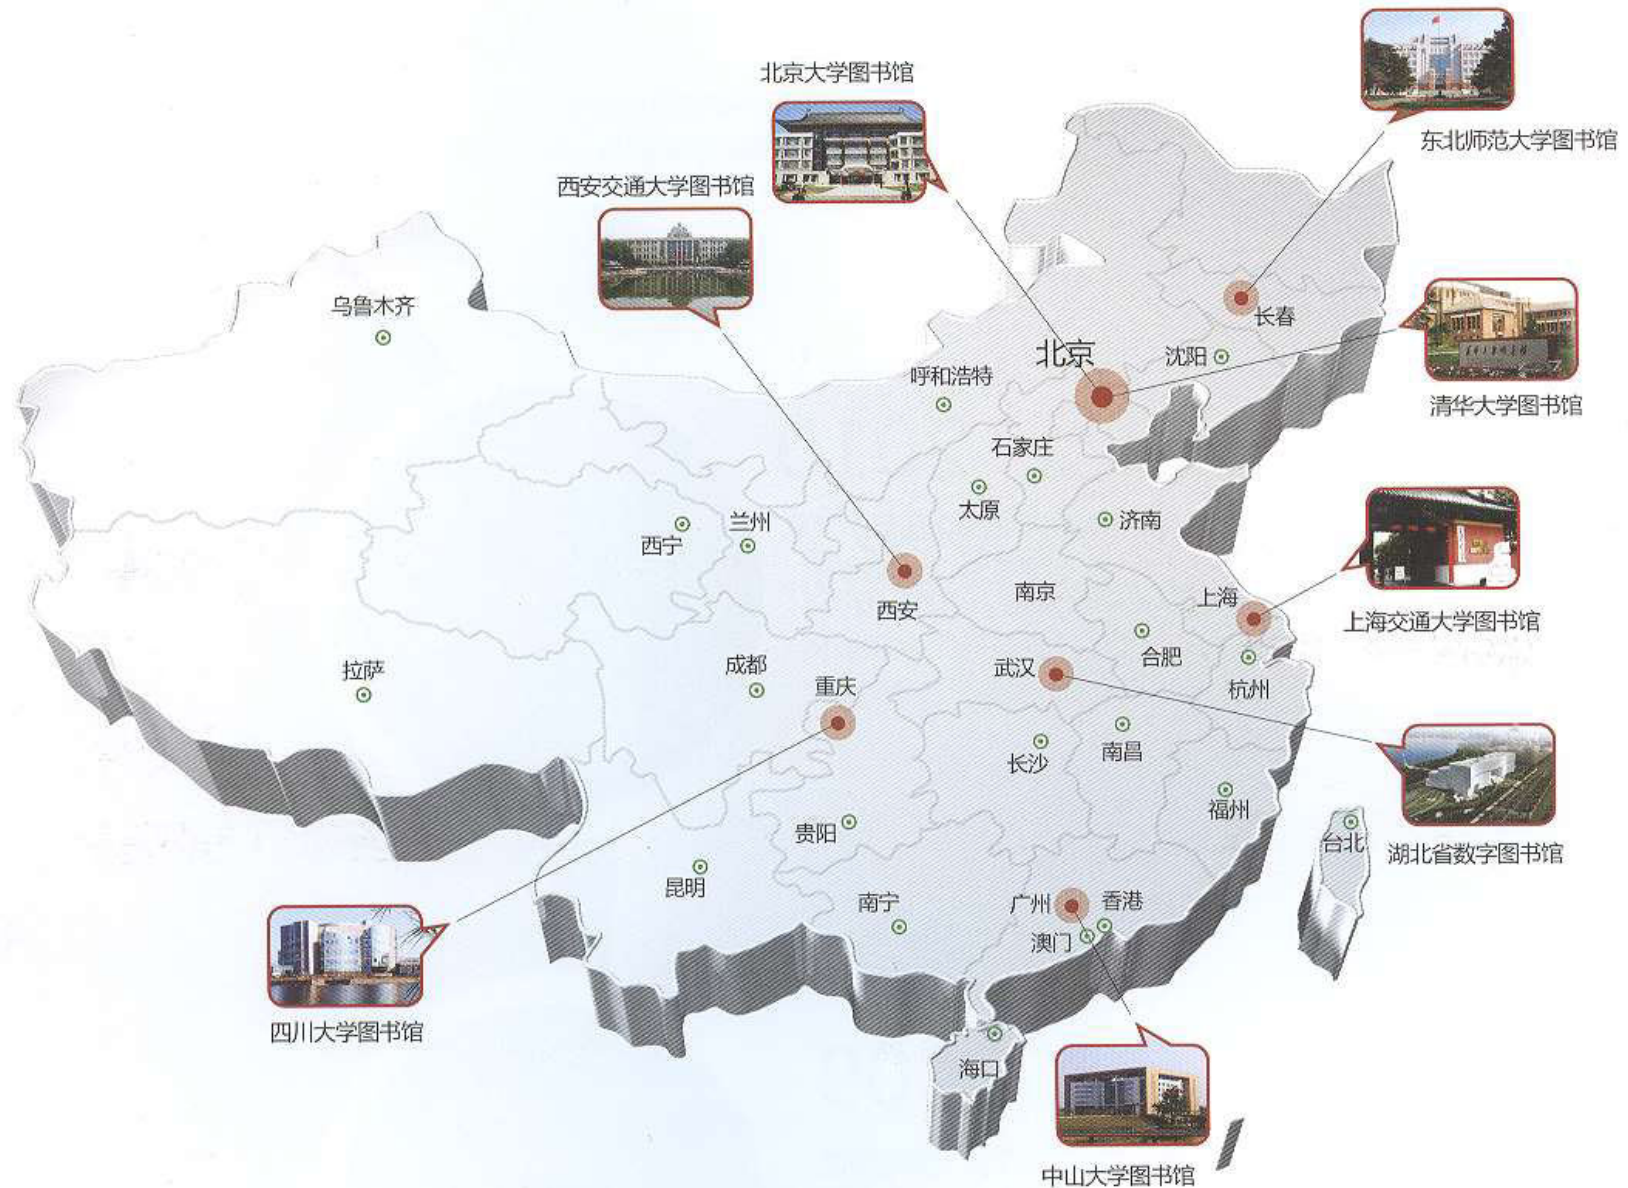 北京大学图书馆
东北师范大学图书馆
西安交通大学图书馆
乌鲁木齐
长春
北京
沈阳
呼和浩特
清华大学图书馆
石家庄
太原
济南
兰州
西宁
南京
上海
西安
上海交通大学图书馆
合肥
成都
武汉
拉萨
重庆
杭州
长沙
南昌
福州
贵阳
台北
湖北省数字图书馆
昆明
南宁
广州
香港
澳门
四川大学图书馆
海口
中山大学图书馆